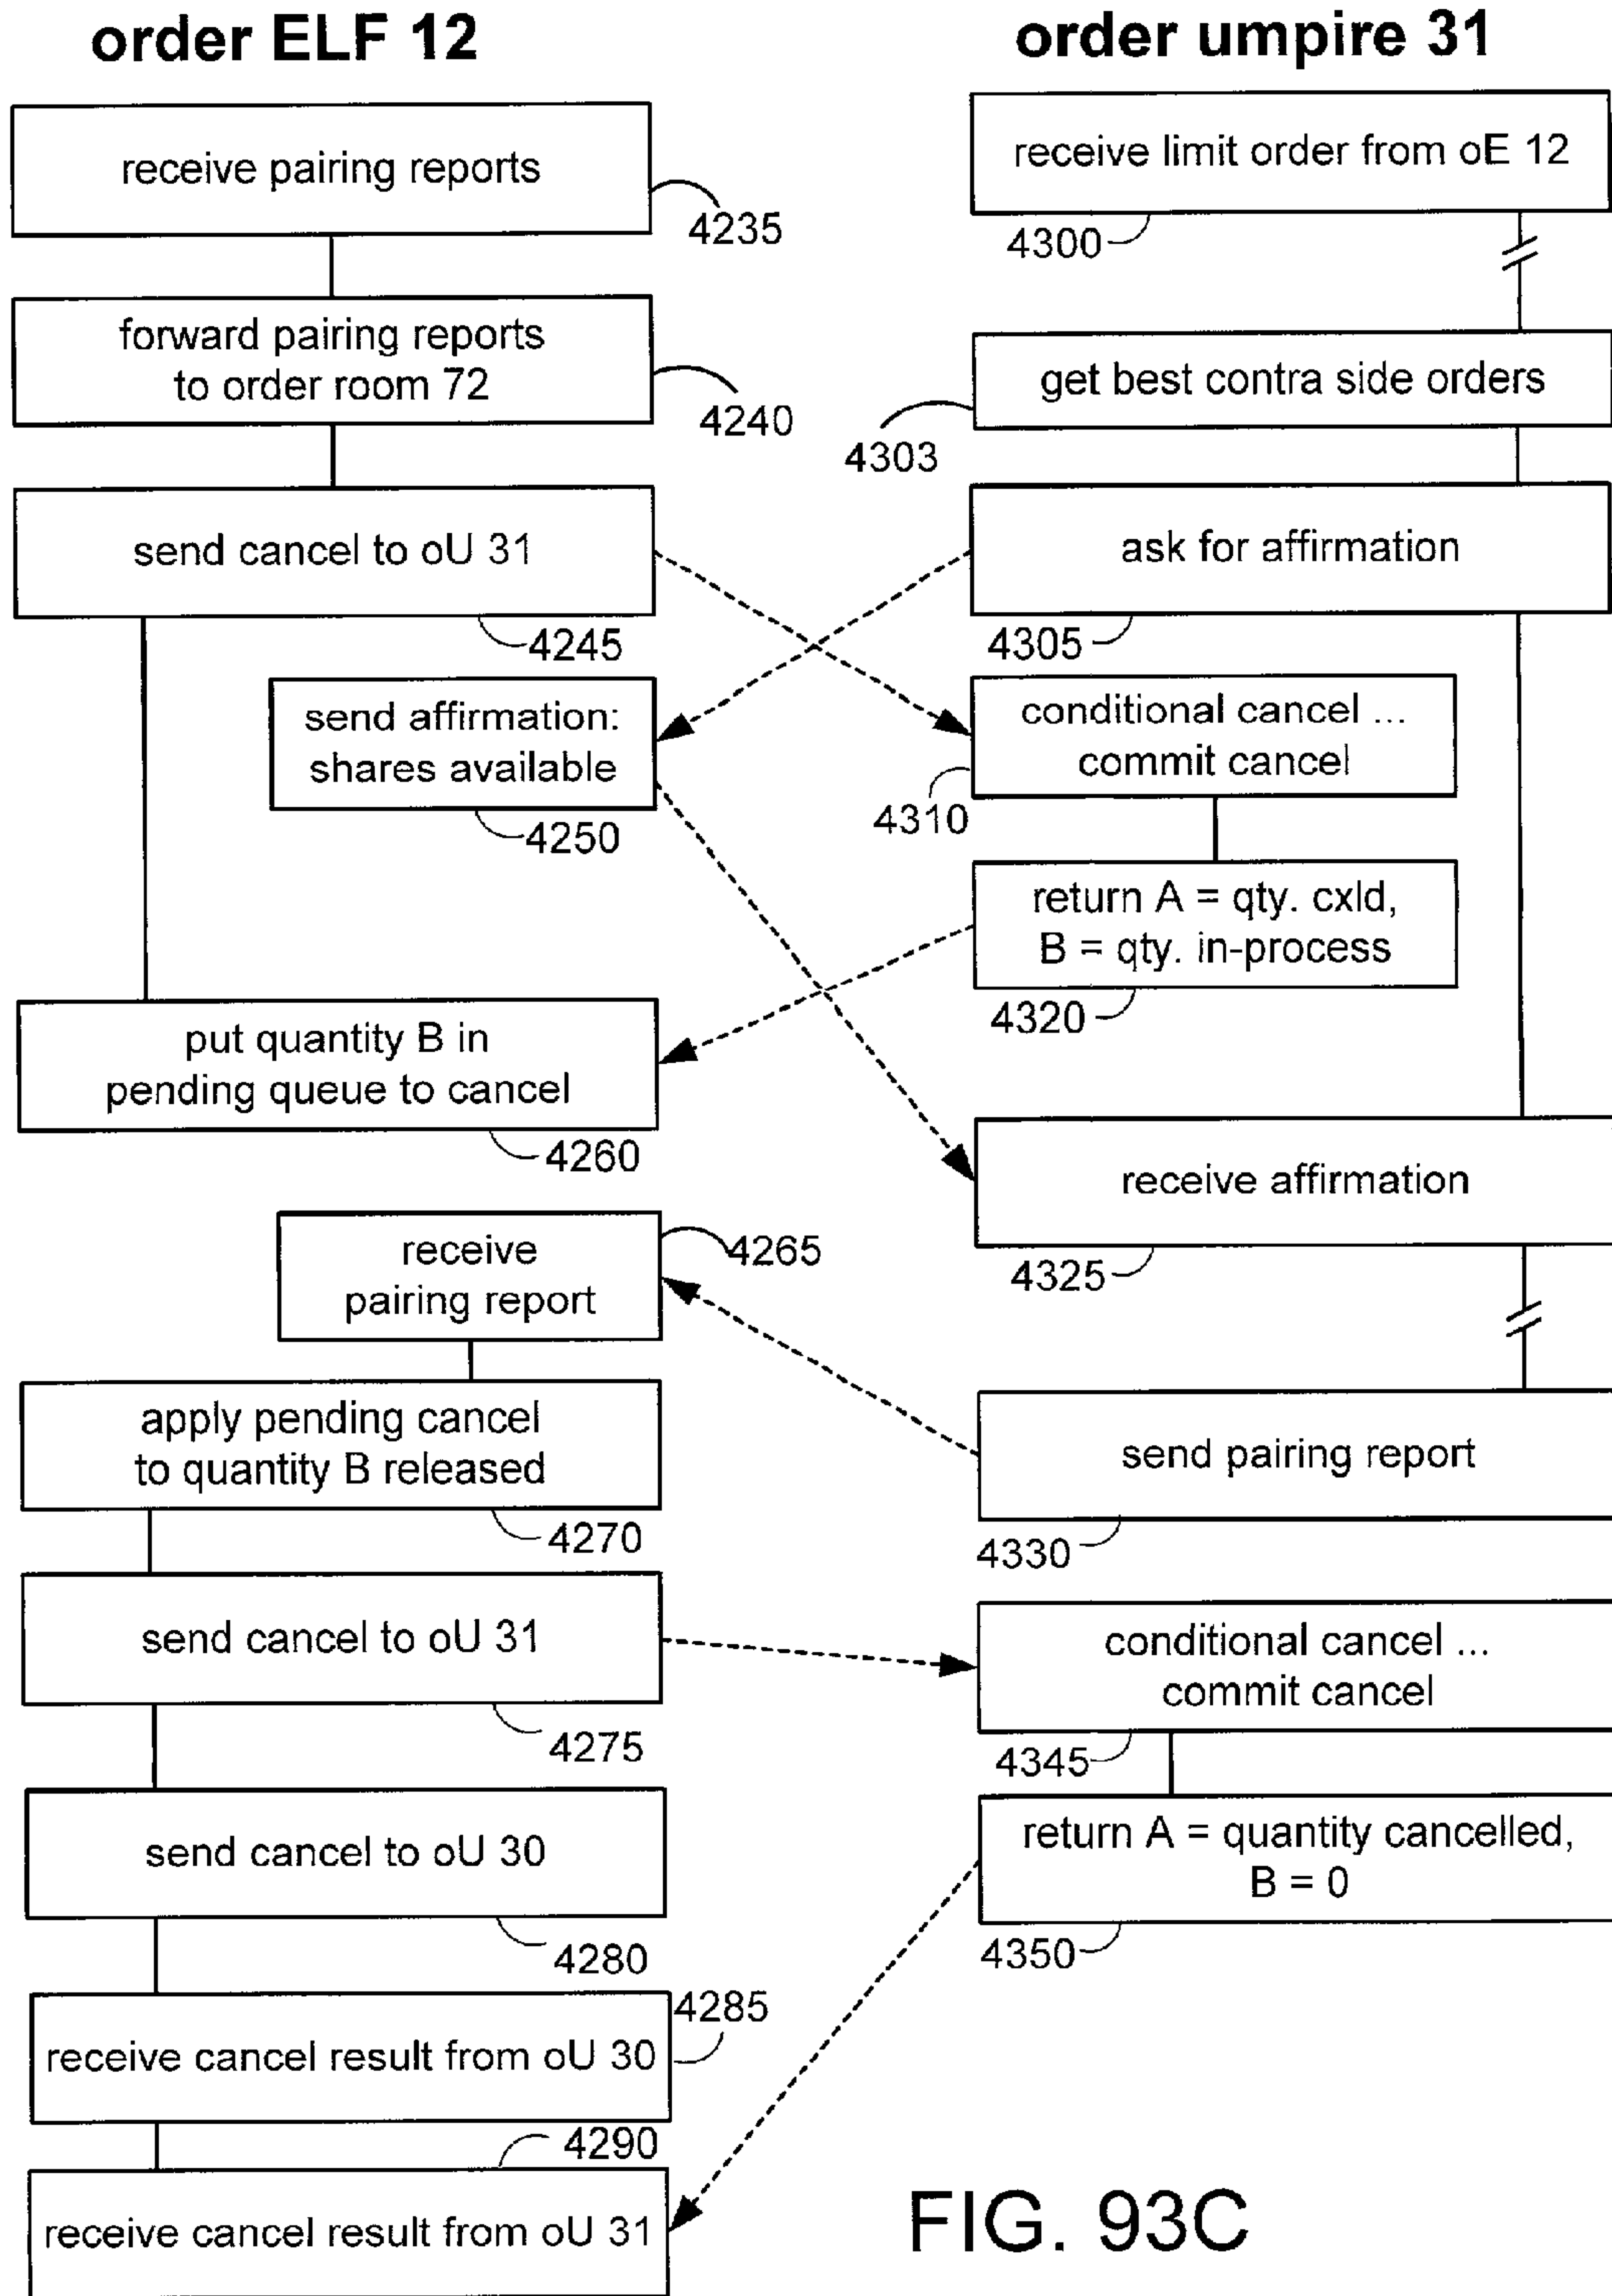 order ELF 12
order umpire 31
receive pairing reports
4235
receive limit order from oE 12
4300
forward pairing reports
to order room 72
4240
get best contra side orders
4303
send cancel to oU 31
4245
ask for affirmation
4305
send affirmation:
shares available
4250
conditional cancel ...
commit cancel
4310
return A = qty. cxld,
B = qty. in-process
4320
put quantity B in
pending queue to cancel
4260
receive affirmation
4325
receive
pairing report
4265
apply pending cancel
to quantity B released
4270
send pairing report
4330
send cancel to oU 31
4275
conditional cancel ...
commit cancel
4345
send cancel to oU 30
4280
return A = quantity cancelled,
B = 0
4350
receive cancel result from oU 30
4285
4290
receive cancel result from oU 31
FIG. 93C